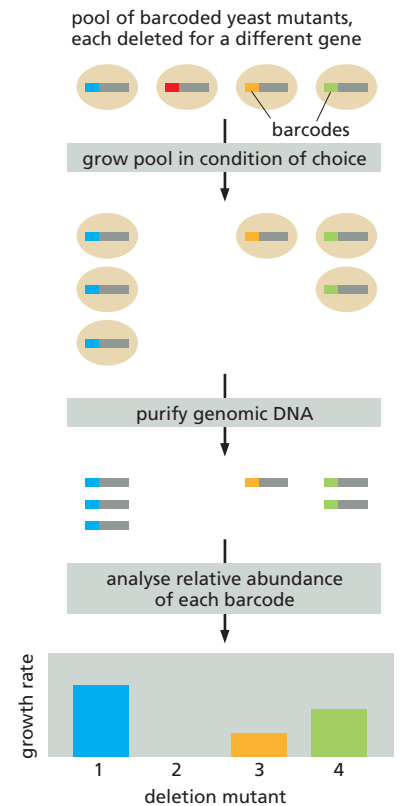 pool of barcoded yeast mutants,
each deleted for a different gene
barcodes
grow pool in condition of choice
purify genomic DNA
analyse relative abundance
of each barcode
growth rate
1 2 3 4
deletion mutant